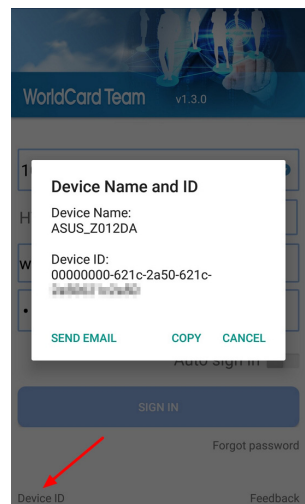 WorldCard Team v1.3.0
1
H
w
Device Name and ID
Device Name:
ASUS_Z012DA
Device ID:
00000000-621c-2a50-621c-
SEND EMAIL COPY CANCEL
Auto sign in
SIGN IN
Forgot password
Device ID Feedback